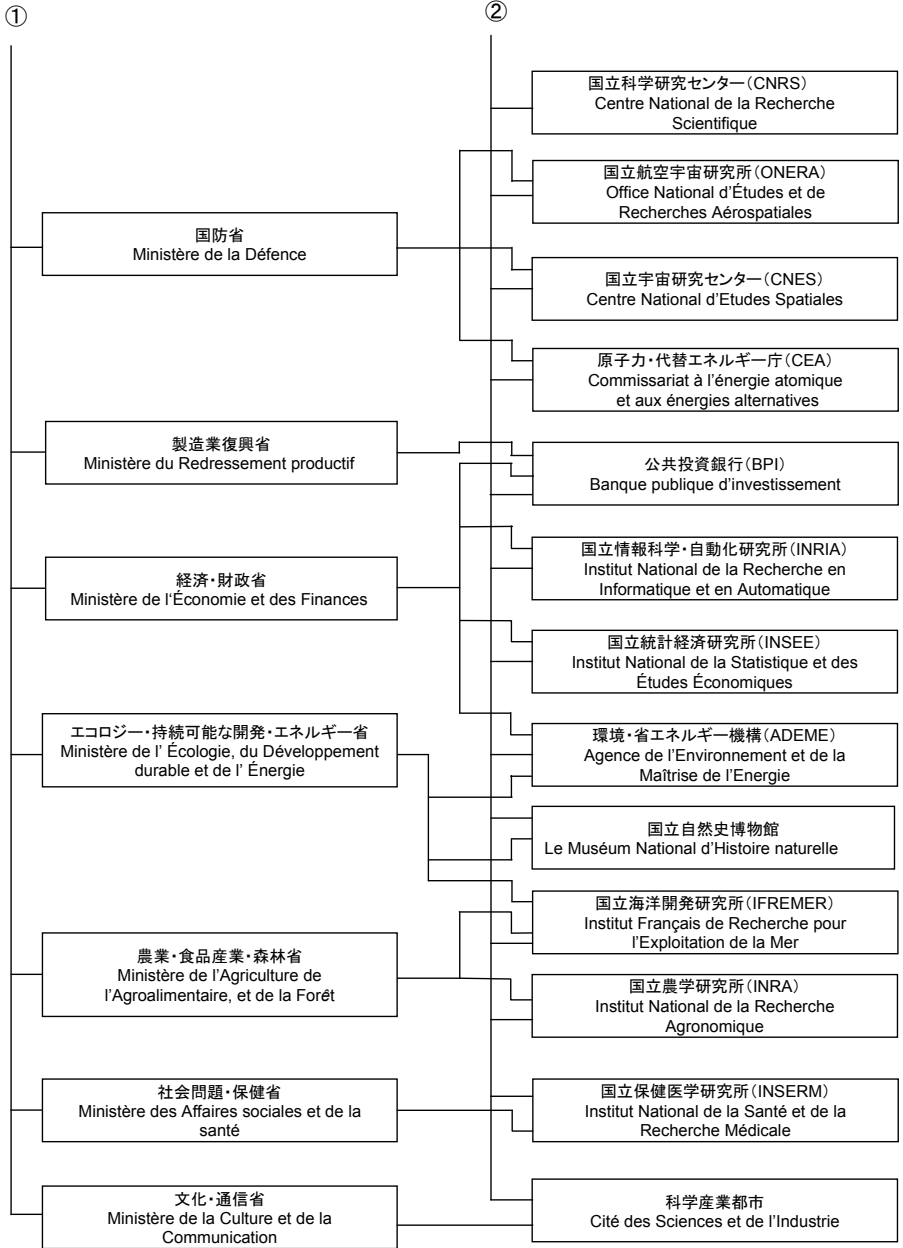 ①
②
国立科学研究センター(CNRS)
Centre National de la Recherche
Scientifique
国立航空宇宙研究所(ONERA)
Office National d'Études et de
Recherches Aérospatiales
国防省
Ministère de la Défence
国立宇宙研究センター(CNES)
Centre National d'Etudes Spatiales
原子力・代替エネルギー庁(CEA)
Commissariat à l'énergie atomique
et aux énergies alternatives
製造業復興省
Ministère du Redressement productif
公共投資銀行(BPI)
Banque publique d'investissement
国立情報科学・自動化研究所(INRIA)
Institut National de la Recherche en
Informatique et en Automatique
経済・財政省
Ministère de l'Économie et des Finances
国立統計経済研究所(INSEE)
Institut National de la Statistique et des
Études Économiques
エコロジー・持続可能な開発・エネルギー省
Ministère de l' Écologie, du Développement
durable et de l' Énergie
環境・省エネルギー機構(ADEME)
Agence de l'Environnement et de la
Maîtrise de l'Energie
国立自然史博物館
Le Muséum National d'Histoire naturelle
国立海洋開発研究所(IFREMER)
Institut Français de Recherche pour
l'Exploitation de la Mer
農業・食品産業・森林省
Ministère de l'Agriculture de
l'Agroalimentaire, et de la Forêt
国立農学研究所(INRA)
Institut National de la Recherche
Agronomique
社会問題・保健省
Ministère des Affaires sociales et de la
santé
国立保健医学研究所(INSERM)
Institut National de la Santé et de la
Recherche Médicale
文化・通信省
Ministère de la Culture et de la
Communication
科学産業都市
Cité des Sciences et de l'Industrie